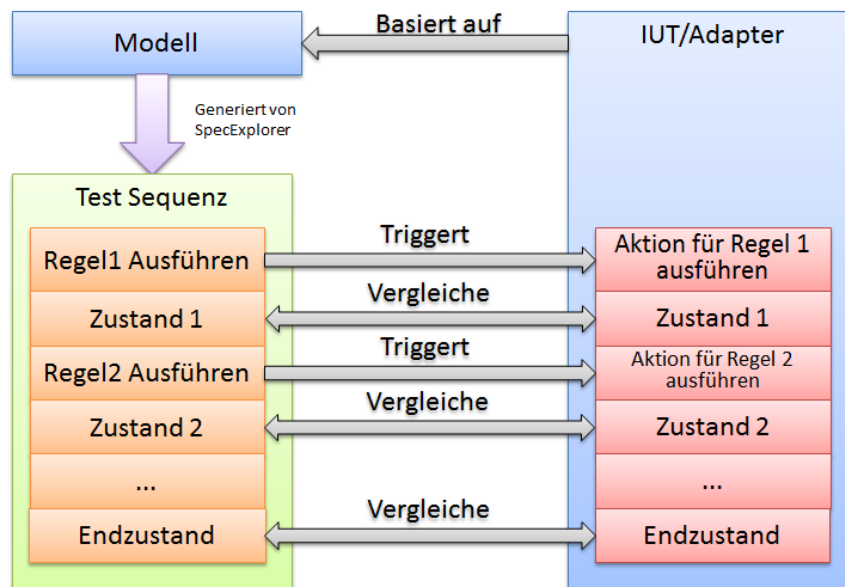 Modell
Basiert auf
IUT/Adapter
Generiert von
SpecExplorer
Test Sequenz
Regel1 Ausführen
Triggert
Aktion für Regel 1
ausführen
Zustand 1
Vergleiche
Zustand 1
Regel2 Ausführen
Triggert
Aktion für Regel 2
ausführen
Zustand 2
Vergleiche
Zustand 2
...
...
Endzustand
Vergleiche
Endzustand